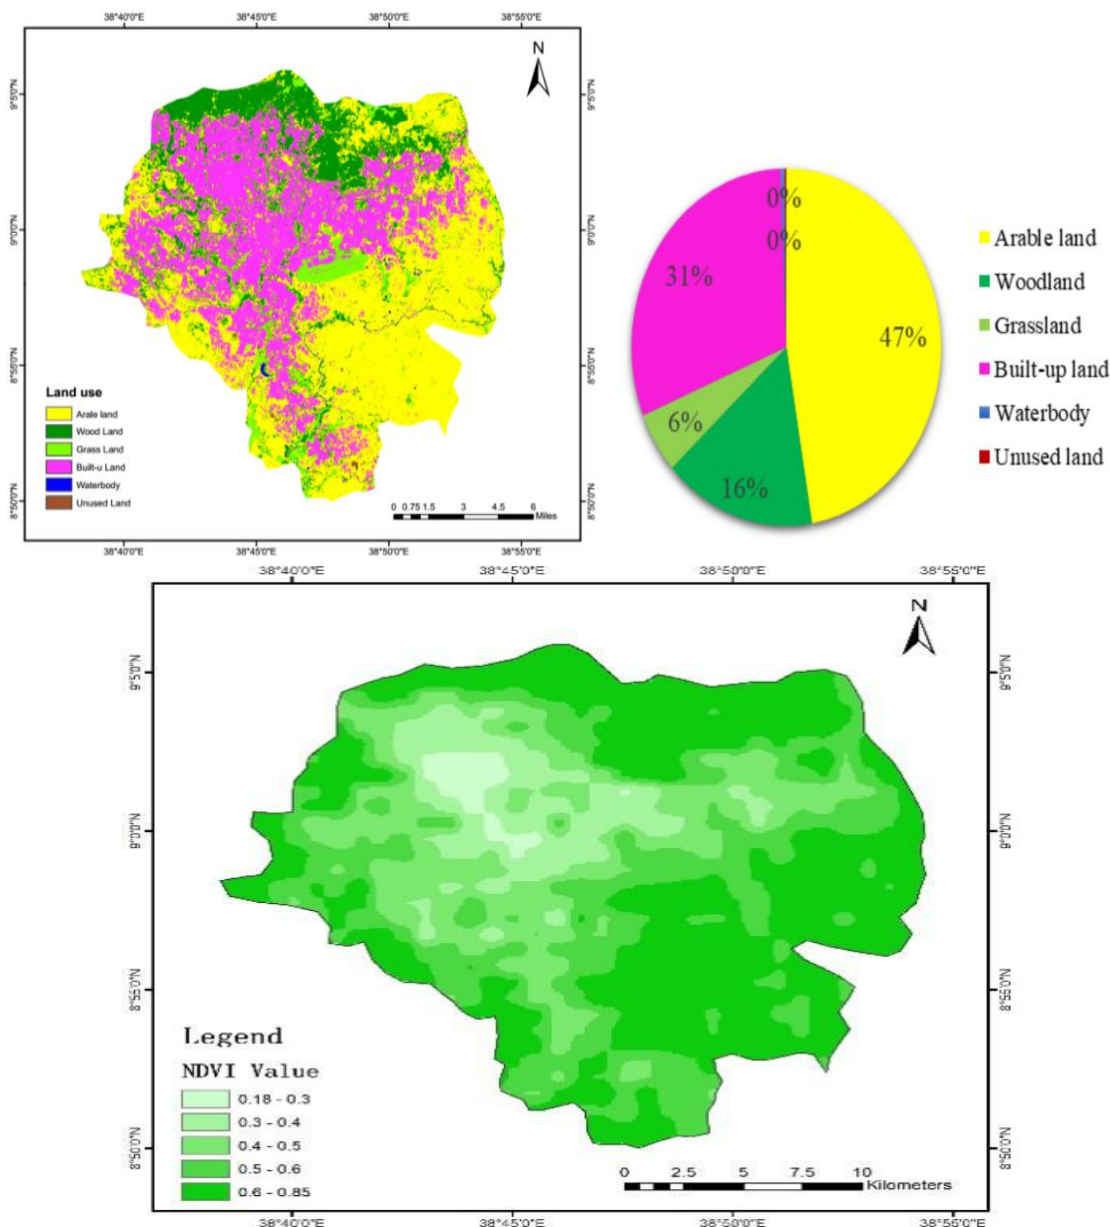 38°40'0"E 38°45'0"E 38°50'0"E 38°55'0"E
N
9°5'0"N 9°5'0"N
9°0'0"N 9°0'0"N
8°55'0"N 8°55'0"N
8°50'0"N 8°50'0"N
Land use
Arale land
Wood Land
Grass Land
Built-u Land
Waterbody
Unused Land
0 0.75 1.5 3 4.5 6
Miles
38°40'0"E 38°45'0"E 38°50'0"E 38°55'0"E
0%
0%
31%
47%
6%
16%
Arable land
Woodland
Grassland
Built-up land
Waterbody
Unused land
38°40'0"E 38°45'0"E 38°50'0"E 38°55'0"E
N
9°5'0"N 9°5'0"N
9°0'0"N 9°0'0"N
8°55'0"N 8°55'0"N
8°50'0"N 8°50'0"N
Legend
NDVI Value
0.18 - 0.3
0.3 - 0.4
0.4 - 0.5
0.5 - 0.6
0.6 - 0.85
0 2.5 5 7.5 10
Kilometers
38°40'0"E 38°45'0"E 38°50'0"E 38°55'0"E